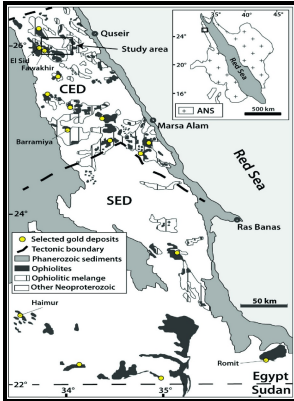 35° 40° 45°
Quseir
26°
Study area
24°
El Sid
Fawakhir
20°
Red Sea
CED
16°
ANS
500 km
Marsa Alam
Barramiya
Red Sea
SED
24°
Ras Banas
Selected gold deposits
Tectonic boundary
Phanerozoic sediments
Ophiolites
Ophiolitic melange
Other Neoproterozoic
50 km
Haimur
Romit
Egypt
22°
Sudan
34° 35°